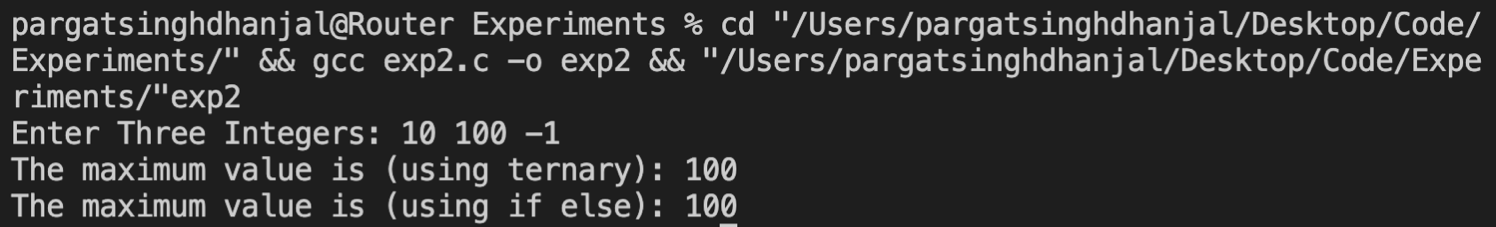 pargatsinghdhanjal@Router Experiments % cd "/Users/pargatsinghdhanjal/Desktop/Code/
Experiments/" && gcc exp2.c -o exp2 && "/Users/pargatsinghdhanjal/Desktop/Code/Expe
riments/"exp2
Enter Three Integers: 10 100 -1
The maximum value is (using ternary): 100
The maximum value is (using if else): 100